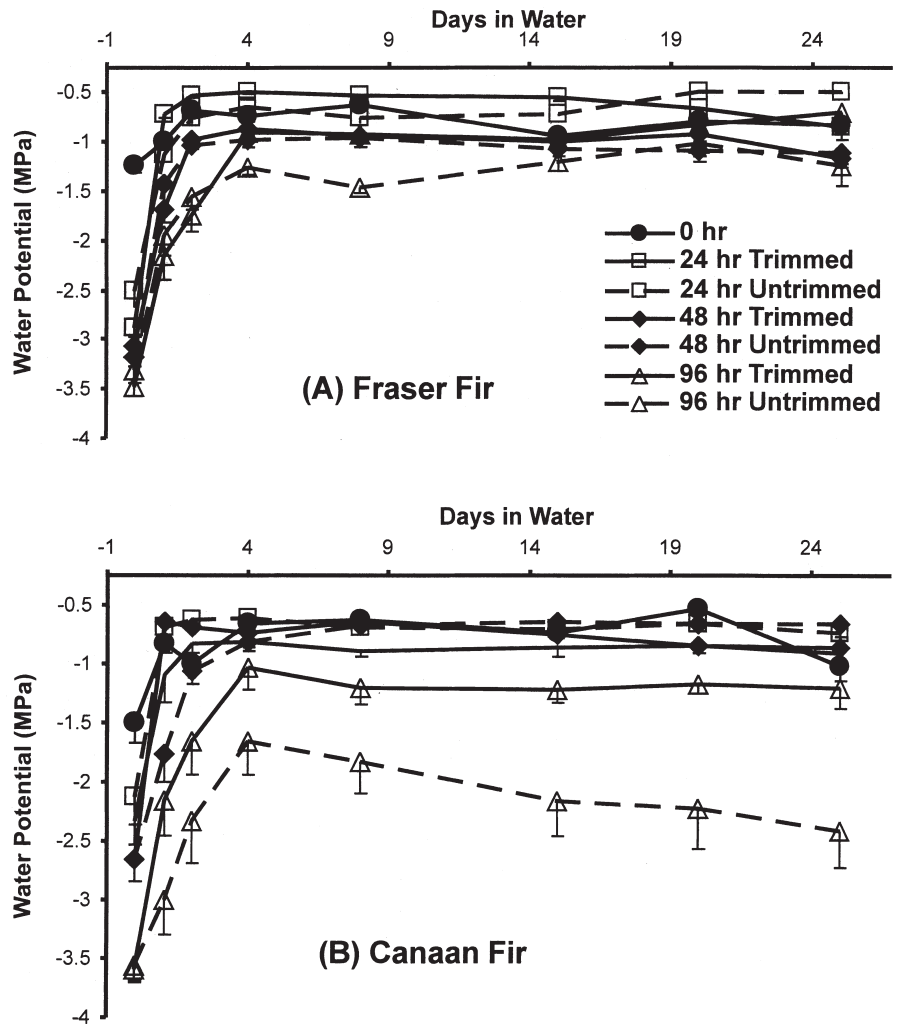 Days in Water
-1 4 9 14 19 24
-0.5
-1
-1.5
-2
-2.5
-3
-3.5
-4
Water Potential (MPa)
0 hr
24 hr Trimmed
24 hr Untrimmed
48 hr Trimmed
48 hr Untrimmed
96 hr Trimmed
96 hr Untrimmed
(A) Fraser Fir
Days in Water
-1 4 9 14 19 24
-0.5
-1
-1.5
-2
-2.5
-3
-3.5
-4
Water Potential (MPa)
(B) Canaan Fir